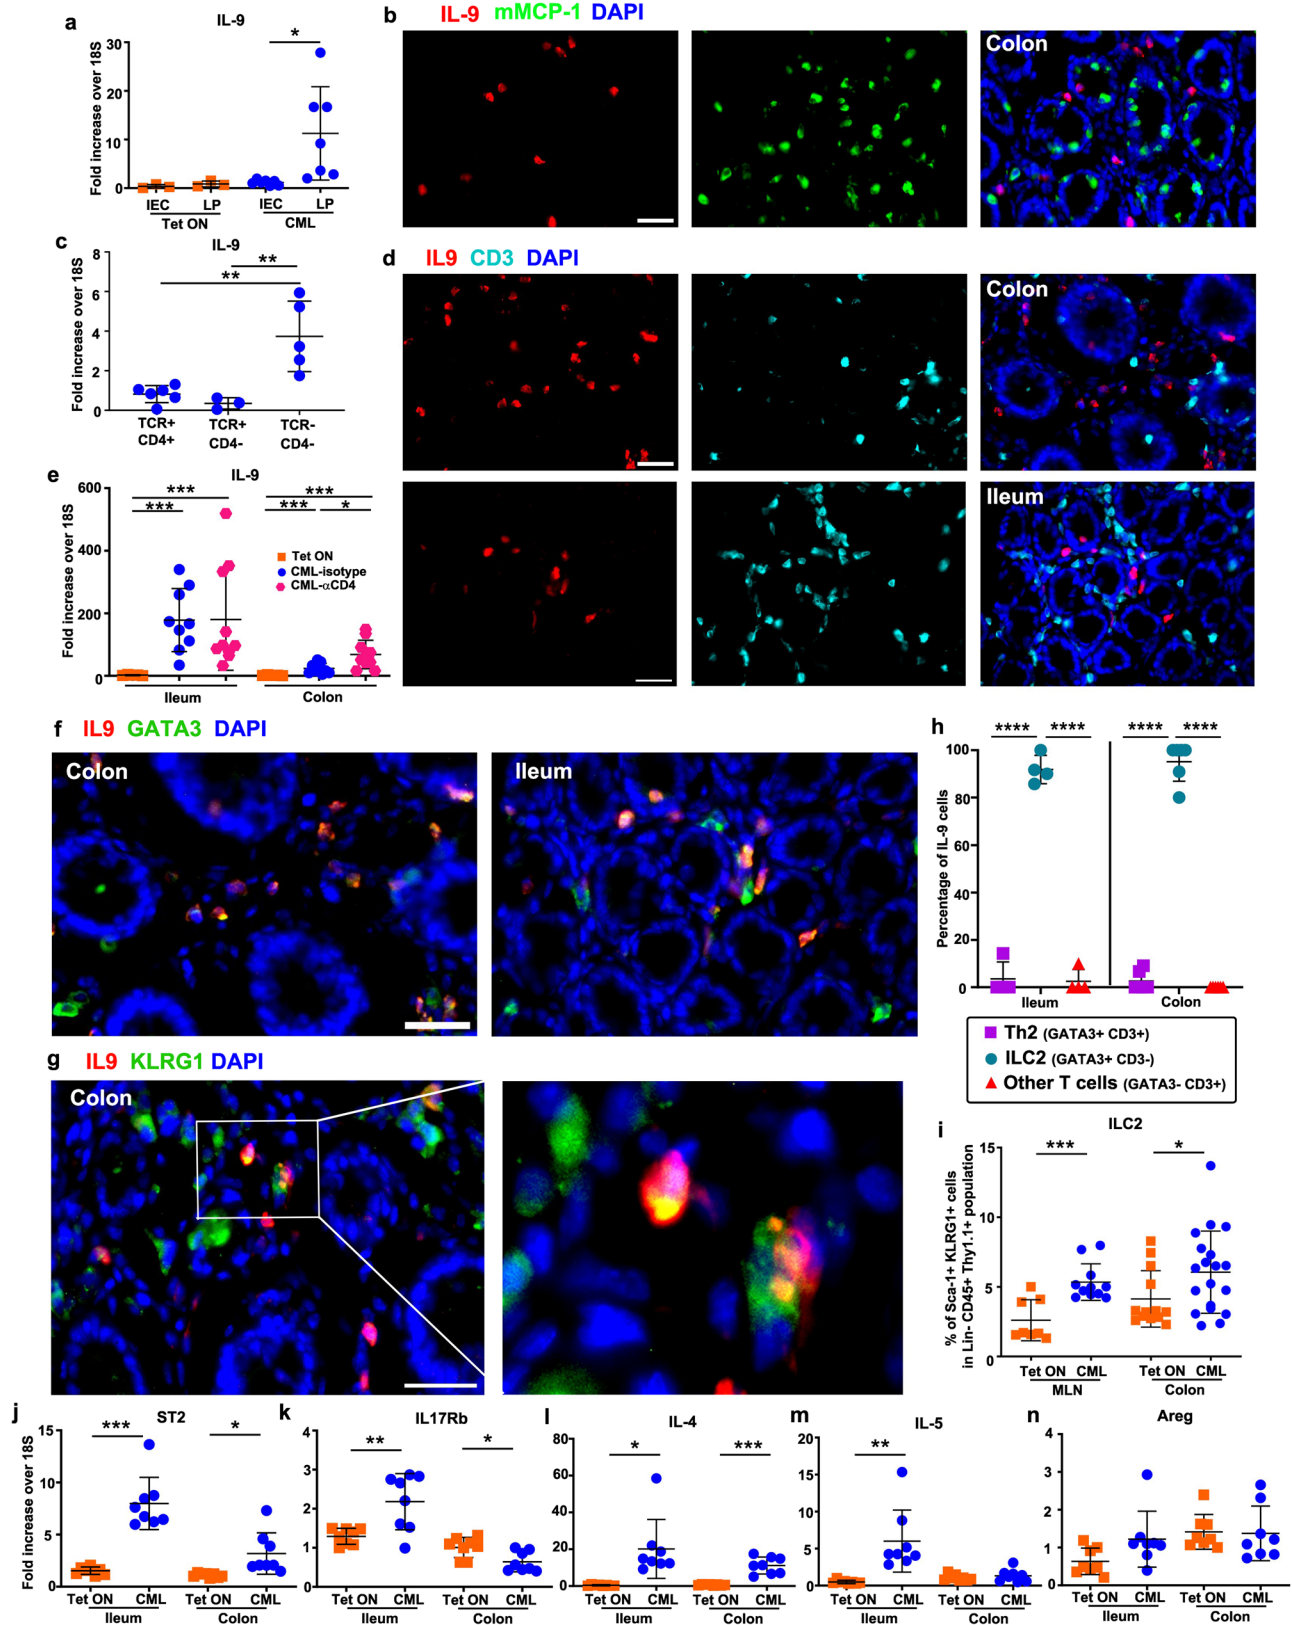 a
IL-9
Fold increase over 18S
30
20
10
0
IEC LP IEC LP
Tet ON CML
*
b
IL-9 mMCP-1 DAPI
Colon
c
IL-9
Fold increase over 18S
8
6
4
2
0
**
**
TCR+ TCR+ TCR-
CD4+ CD4- CD4-
d
IL9 CD3 DAPI
Colon
Ileum
e
IL-9
Fold increase over 18S
600
400
200
0
***
***
***
*** *
Tet ON
CML-isotype
CML-αCD4
Ileum Colon
f
IL9 GATA3 DAPI
Colon
Ileum
g
IL9 KLRG1 DAPI
Colon
h
**** **** **** ****
Percentage of IL-9 cells
100
80
60
40
20
0
Ileum Colon
Th2 (GATA3+ CD3+)
ILC2 (GATA3+ CD3-)
Other T cells (GATA3- CD3+)
i
ILC2
% of Sca-1+ KLRG1+ cells
in Lin- CD45+ Thy1.1+ population
15
10
5
0
*** *
Tet ON CML Tet ON CML
MLN Colon
j
ST2
Fold increase over 18S
15
10
5
0
*** *
Tet ON CML Tet ON CML
Ileum Colon
k
IL17Rb
4
3
2
1
0
** *
Tet ON CML Tet ON CML
Ileum Colon
l
IL-4
80
60
40
20
0
* ***
Tet ON CML Tet ON CML
Ileum Colon
m
IL-5
20
15
10
5
0
**
Tet ON CML Tet ON CML
Ileum Colon
n
Areg
4
3
2
1
0
Tet ON CML Tet ON CML
Ileum Colon